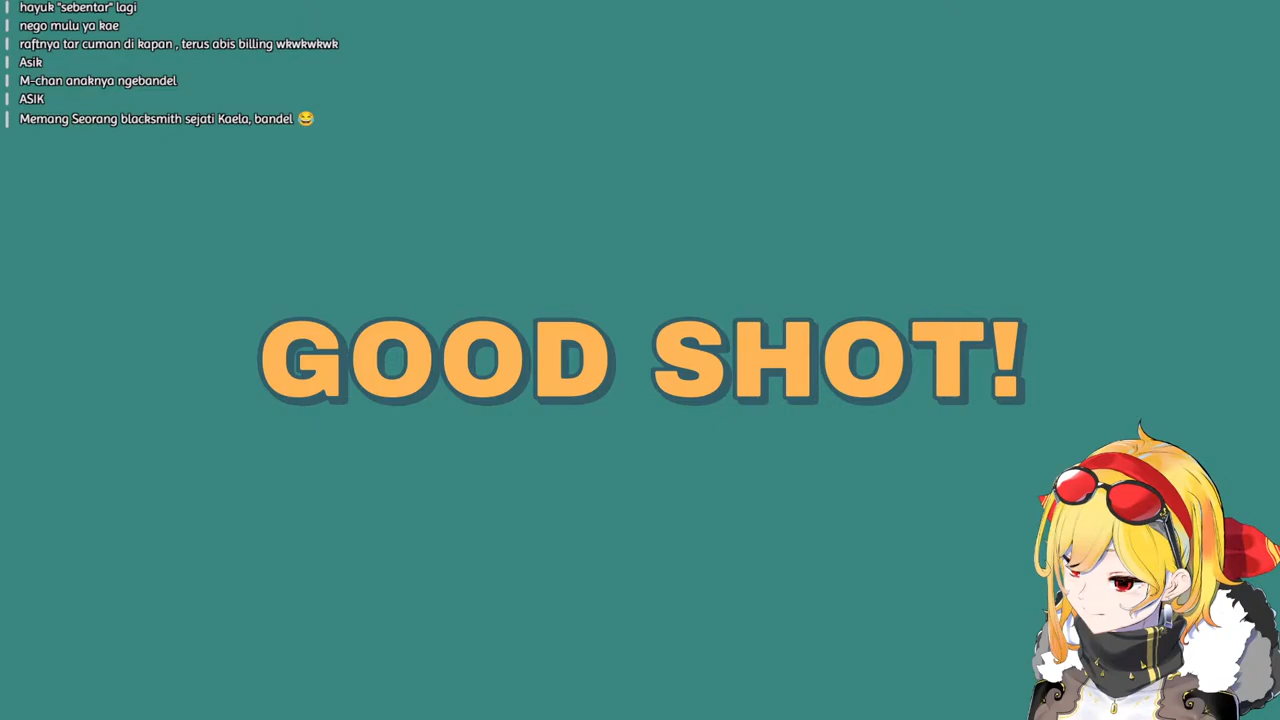 hayuk "sebentar" lagi
nego mulu ya kae
raftnya tar cuman di kapan , terus abis billing wkwkwkwk
Asik
M-chan anaknya ngebandel
ASIK
Memang Seorang blacksmith sejati Kaela, bandel 😂
GOOD SHOT!